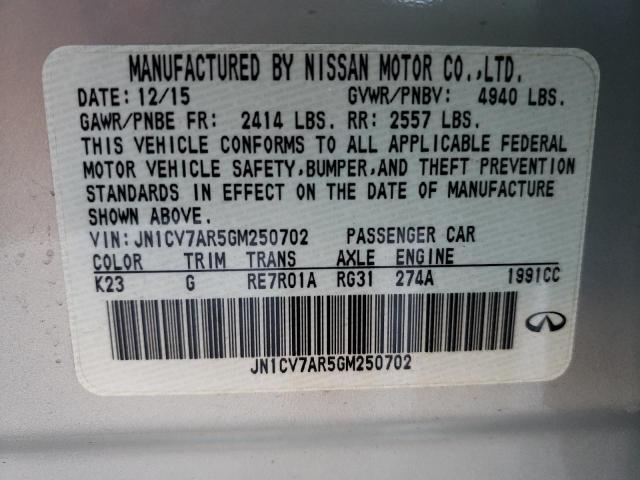 MANUFACTURED BY NISSAN MOTOR CO.,LTD.
DATE: 12/15 GVWR/PNBV: 4940 LBS.
GAWR/PNBE FR: 2414 LBS. RR: 2557 LBS.
THIS VEHICLE CONFORMS TO ALL APPLICABLE FEDERAL
MOTOR VEHICLE SAFETY,BUMPER,AND THEFT PREVENTION
STANDARDS IN EFFECT ON THE DATE OF MANUFACTURE
SHOWN ABOVE.
VIN: JN1CV7AR5GM250702 PASSENGER CAR
COLOR TRIM TRANS AXLE ENGINE
K23 G RE7R01A RG31 274A 1991CC
JN1CV7AR5GM250702